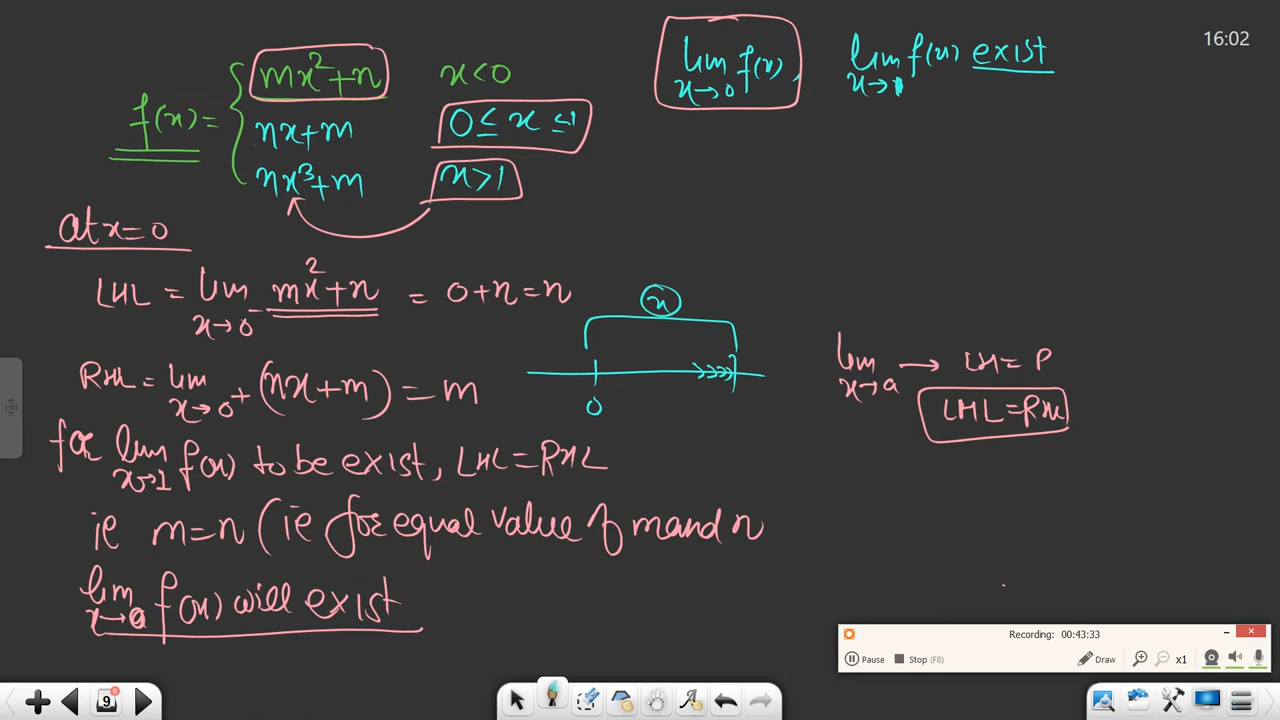 16:02
lim f(x), lim f(x) exist
x→0 x→1
f(x) = { mx²+n x<0
nx+m 0 ≤ x ≤ 1
nx³+m x>1
at x=0
LHL = lim mx²+n = 0+n = n
x→0⁻
x
0
RHL = lim (nx+m) = m
x→0⁺
lim → LH = P
x→a
LHL = RHL
for lim f(x) to be exist, LHL = RHL
x→1
ie m=n (ie for equal value of m and n
lim f(x) will exist
x→0
Recording: 00:43:33
Pause Stop (F8) Draw x1
9 0